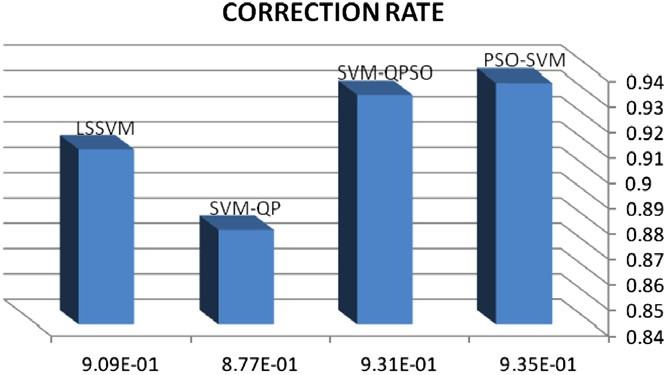 CORRECTION RATE
LSSVM
SVM-QP
SVM-QPSO
PSO-SVM
0.94
0.93
0.92
0.91
0.9
0.89
0.88
0.87
0.86
0.85
0.84
9.09E-01 8.77E-01 9.31E-01 9.35E-01